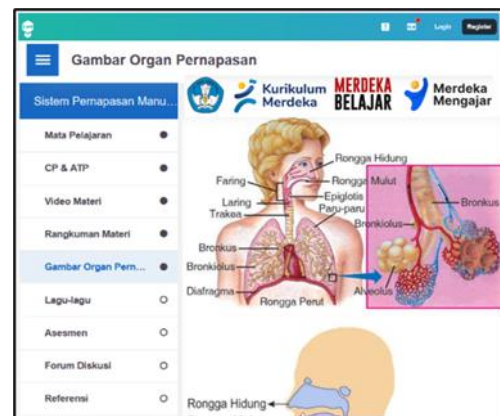 Login
Register
Gambar Organ Pernapasan
Sistem Pernapasan Manu...
Kurikulum
Merdeka
MERDEKA
BELAJAR
Merdeka
Mengajar
Mata Pelajaran
CP & ATP
Video Materi
Rangkuman Materi
Gambar Organ Pern...
Lagu-lagu
Asesmen
Forum Diskusi
Referensi
Rongga Hidung
Faring
Rongga Mulut
Laring
Epiglotis
Trakea
Paru-paru
Bronkus
Bronkiolus
Diafragma
Rongga Perut
Bronkus
Bronkiolus
Alveolus
Rongga Hidung